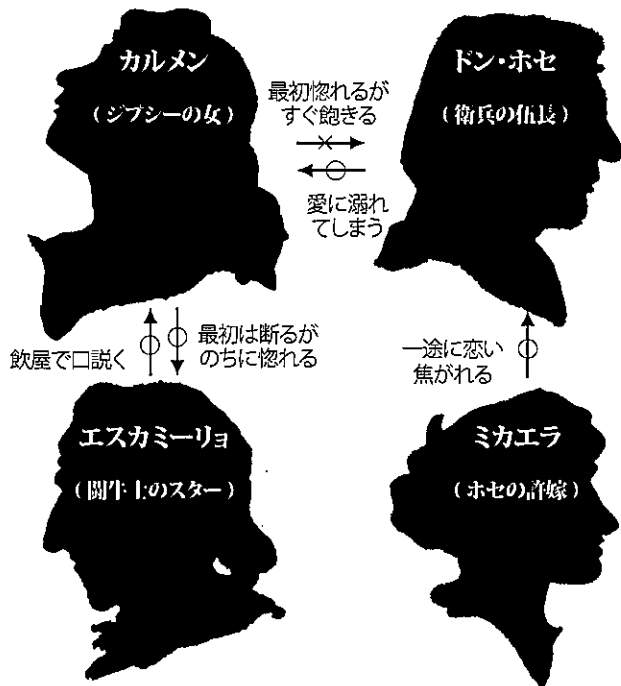 カルメン
(ジプシーの女)
ドン・ホセ
(衛兵の伍長)
最初惚れるが
すぐ飽きる
愛に溺れ
てしまう
飲屋で口説く
最初は断るが
のちに惚れる
一途に恋い
焦がれる
エスカミーリョ
(闘牛士のスター)
ミカエラ
(ホセの許嫁)